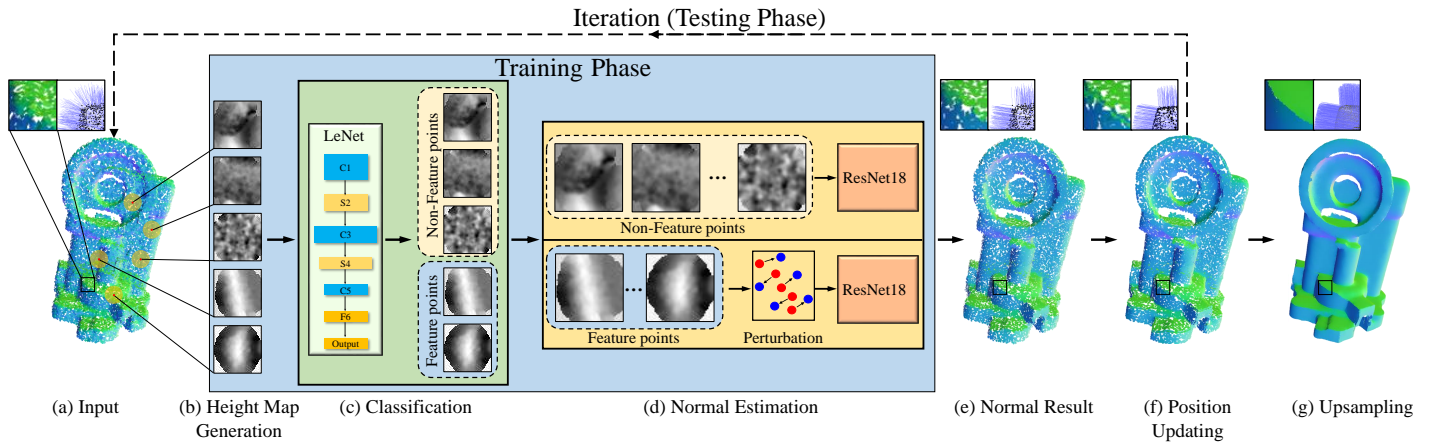 Iteration (Testing Phase)
Training Phase
LeNet
C1
S2
C3
S4
C5
F6
Output
Non-Feature points
Feature points
...
Non-Feature points
ResNet18
...
Feature points
Perturbation
ResNet18
(a) Input
(b) Height Map
Generation
(c) Classification
(d) Normal Estimation
(e) Normal Result
(f) Position
Updating
(g) Upsampling